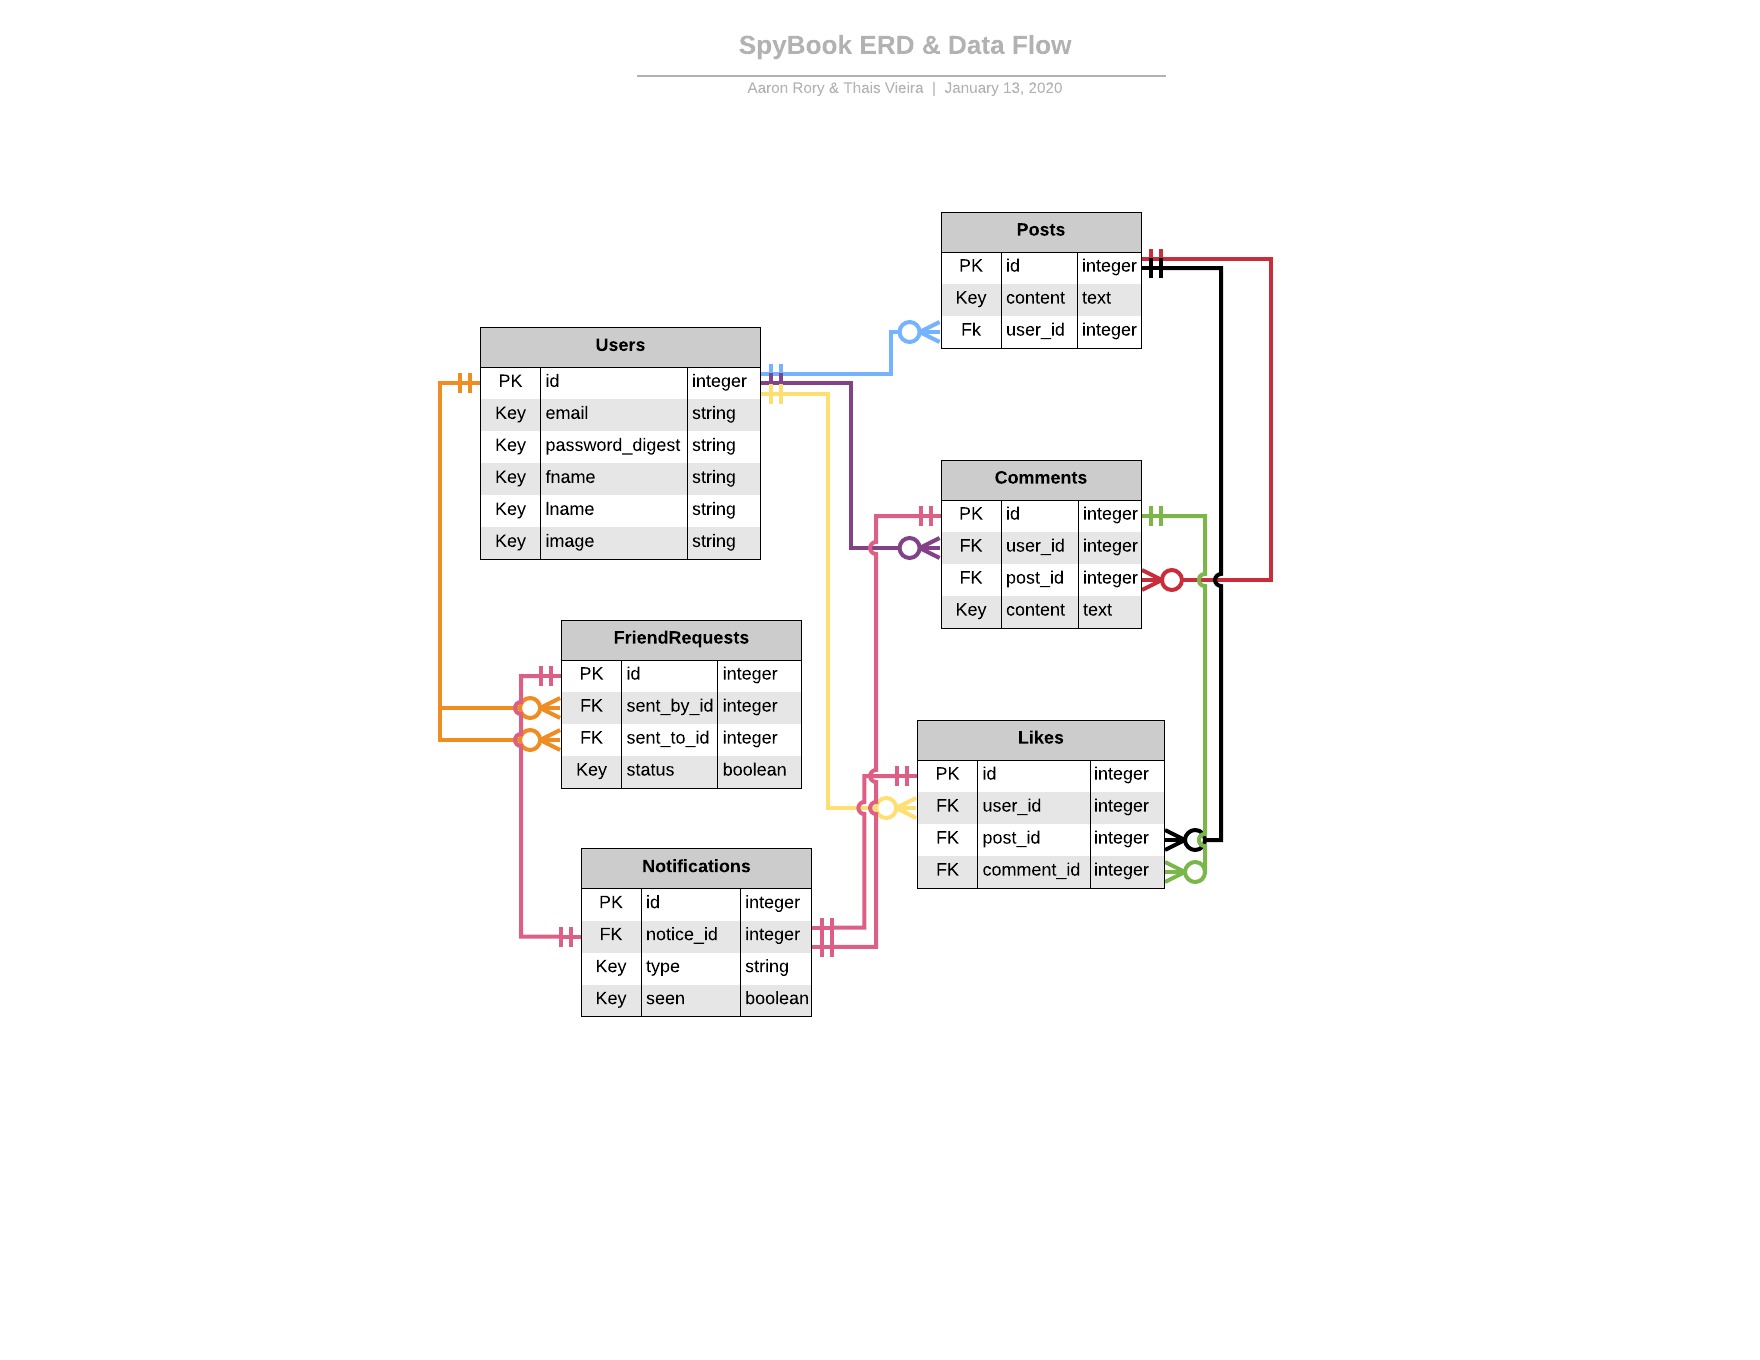 SpyBook ERD & Data Flow
Aaron Rory & Thais Vieira | January 13, 2020
Posts
PK id integer
Key content text
Fk user_id integer
Users
PK id integer
Key email string
Key password_digest string
Key fname string
Key lname string
Key image string
Comments
PK id integer
FK user_id integer
FK post_id integer
Key content text
FriendRequests
PK id integer
FK sent_by_id integer
FK sent_to_id integer
Key status boolean
Likes
PK id integer
FK user_id integer
FK post_id integer
FK comment_id integer
Notifications
PK id integer
FK notice_id integer
Key type string
Key seen boolean